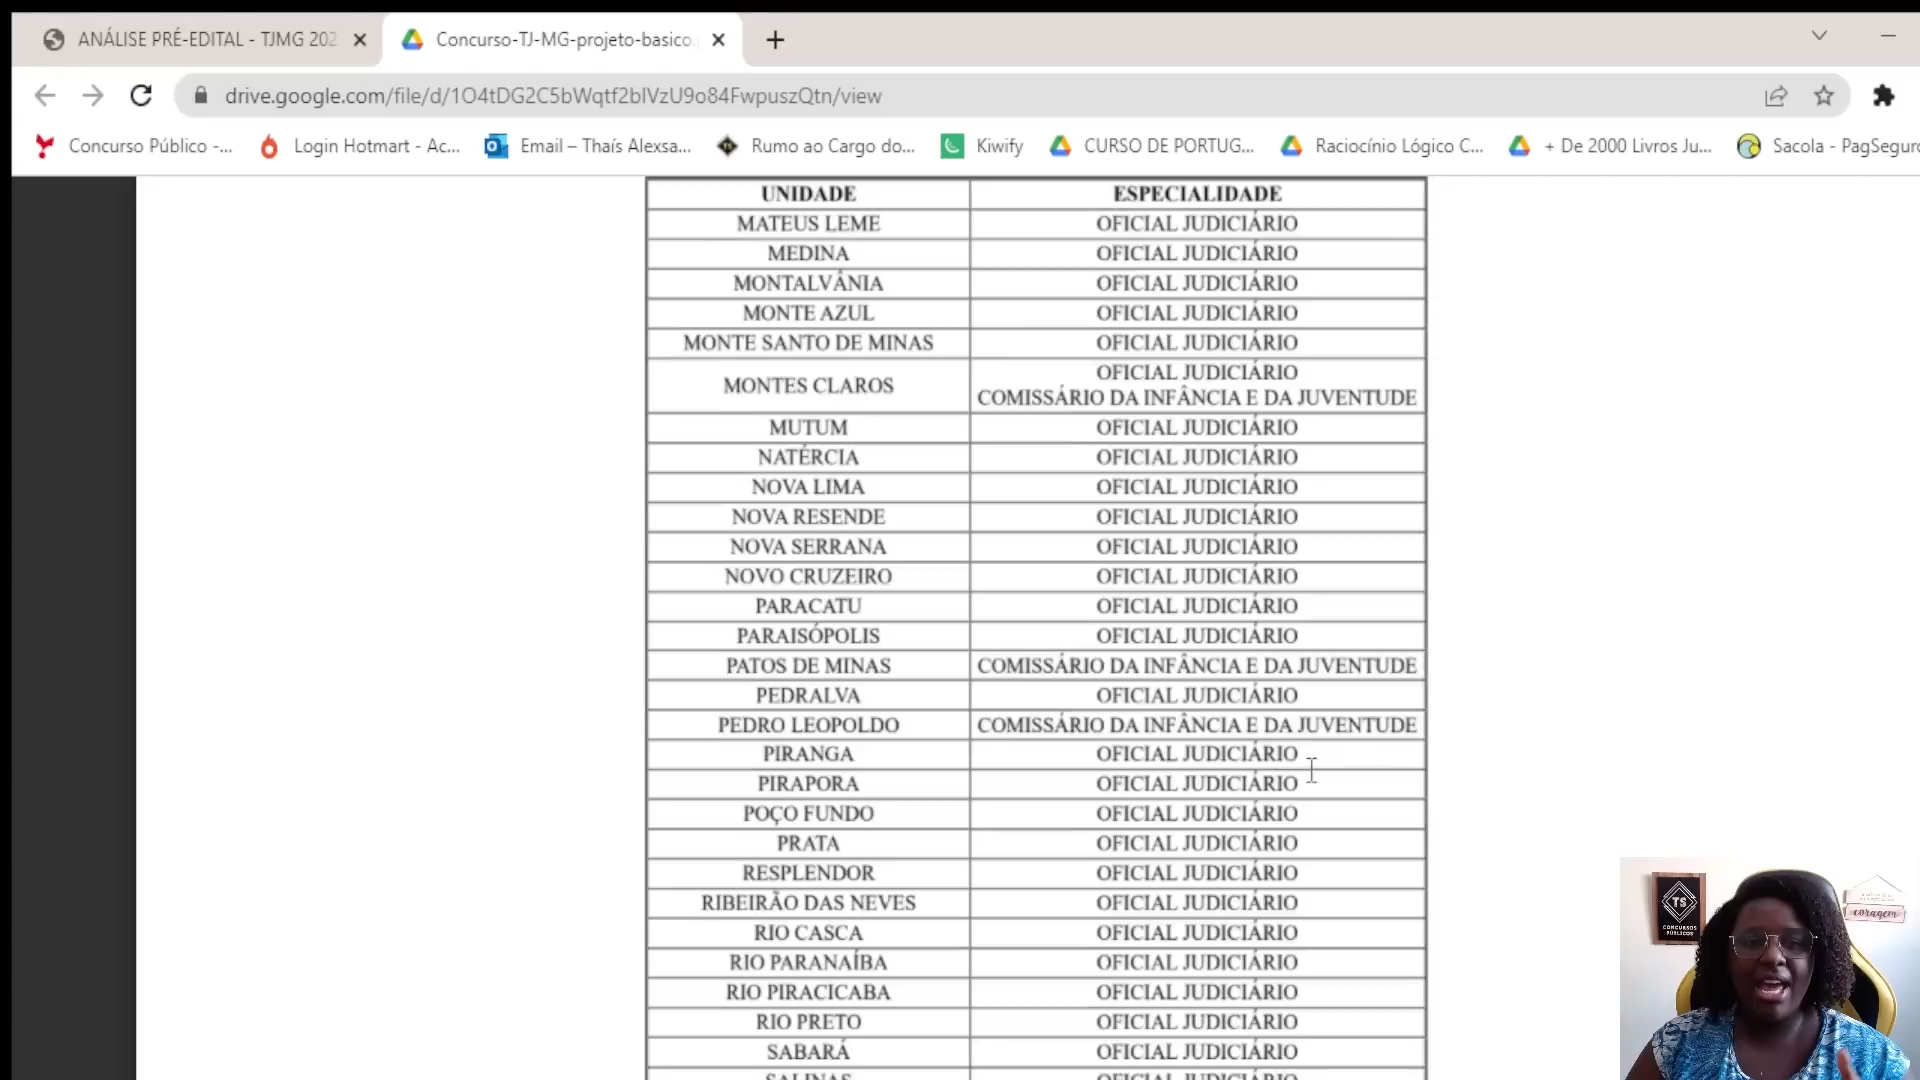 ANÁLISE PRÉ-EDITAL - TJMG 202
Concurso-TJ-MG-projeto-basico.
drive.google.com/file/d/1O4tDG2C5bWqtf2bIVzU9o84FwpuszQtn/view
Concurso Público -... Login Hotmart - Ac... Email – Thaís Alexsa... Rumo ao Cargo do... Kiwify CURSO DE PORTUG... Raciocínio Lógico C... + De 2000 Livros Ju... Sacola - PagSeguro
UNIDADE ESPECIALIDADE
MATEUS LEME OFICIAL JUDICIÁRIO
MEDINA OFICIAL JUDICIÁRIO
MONTALVÂNIA OFICIAL JUDICIÁRIO
MONTE AZUL OFICIAL JUDICIÁRIO
MONTE SANTO DE MINAS OFICIAL JUDICIÁRIO
MONTES CLAROS OFICIAL JUDICIÁRIO
COMISSÁRIO DA INFÂNCIA E DA JUVENTUDE
MUTUM OFICIAL JUDICIÁRIO
NATÉRCIA OFICIAL JUDICIÁRIO
NOVA LIMA OFICIAL JUDICIÁRIO
NOVA RESENDE OFICIAL JUDICIÁRIO
NOVA SERRANA OFICIAL JUDICIÁRIO
NOVO CRUZEIRO OFICIAL JUDICIÁRIO
PARACATU OFICIAL JUDICIÁRIO
PARAISÓPOLIS OFICIAL JUDICIÁRIO
PATOS DE MINAS COMISSÁRIO DA INFÂNCIA E DA JUVENTUDE
PEDRALVA OFICIAL JUDICIÁRIO
PEDRO LEOPOLDO COMISSÁRIO DA INFÂNCIA E DA JUVENTUDE
PIRANGA OFICIAL JUDICIÁRIO
PIRAPORA OFICIAL JUDICIÁRIO
POÇO FUNDO OFICIAL JUDICIÁRIO
PRATA OFICIAL JUDICIÁRIO
RESPLENDOR OFICIAL JUDICIÁRIO
RIBEIRÃO DAS NEVES OFICIAL JUDICIÁRIO
RIO CASCA OFICIAL JUDICIÁRIO
RIO PARANAÍBA OFICIAL JUDICIÁRIO
RIO PIRACICABA OFICIAL JUDICIÁRIO
RIO PRETO OFICIAL JUDICIÁRIO
SABARÁ OFICIAL JUDICIÁRIO
SALINAS OFICIAL JUDICIÁRIO
TS
CONCURSOS
PÚBLICOS
coragem